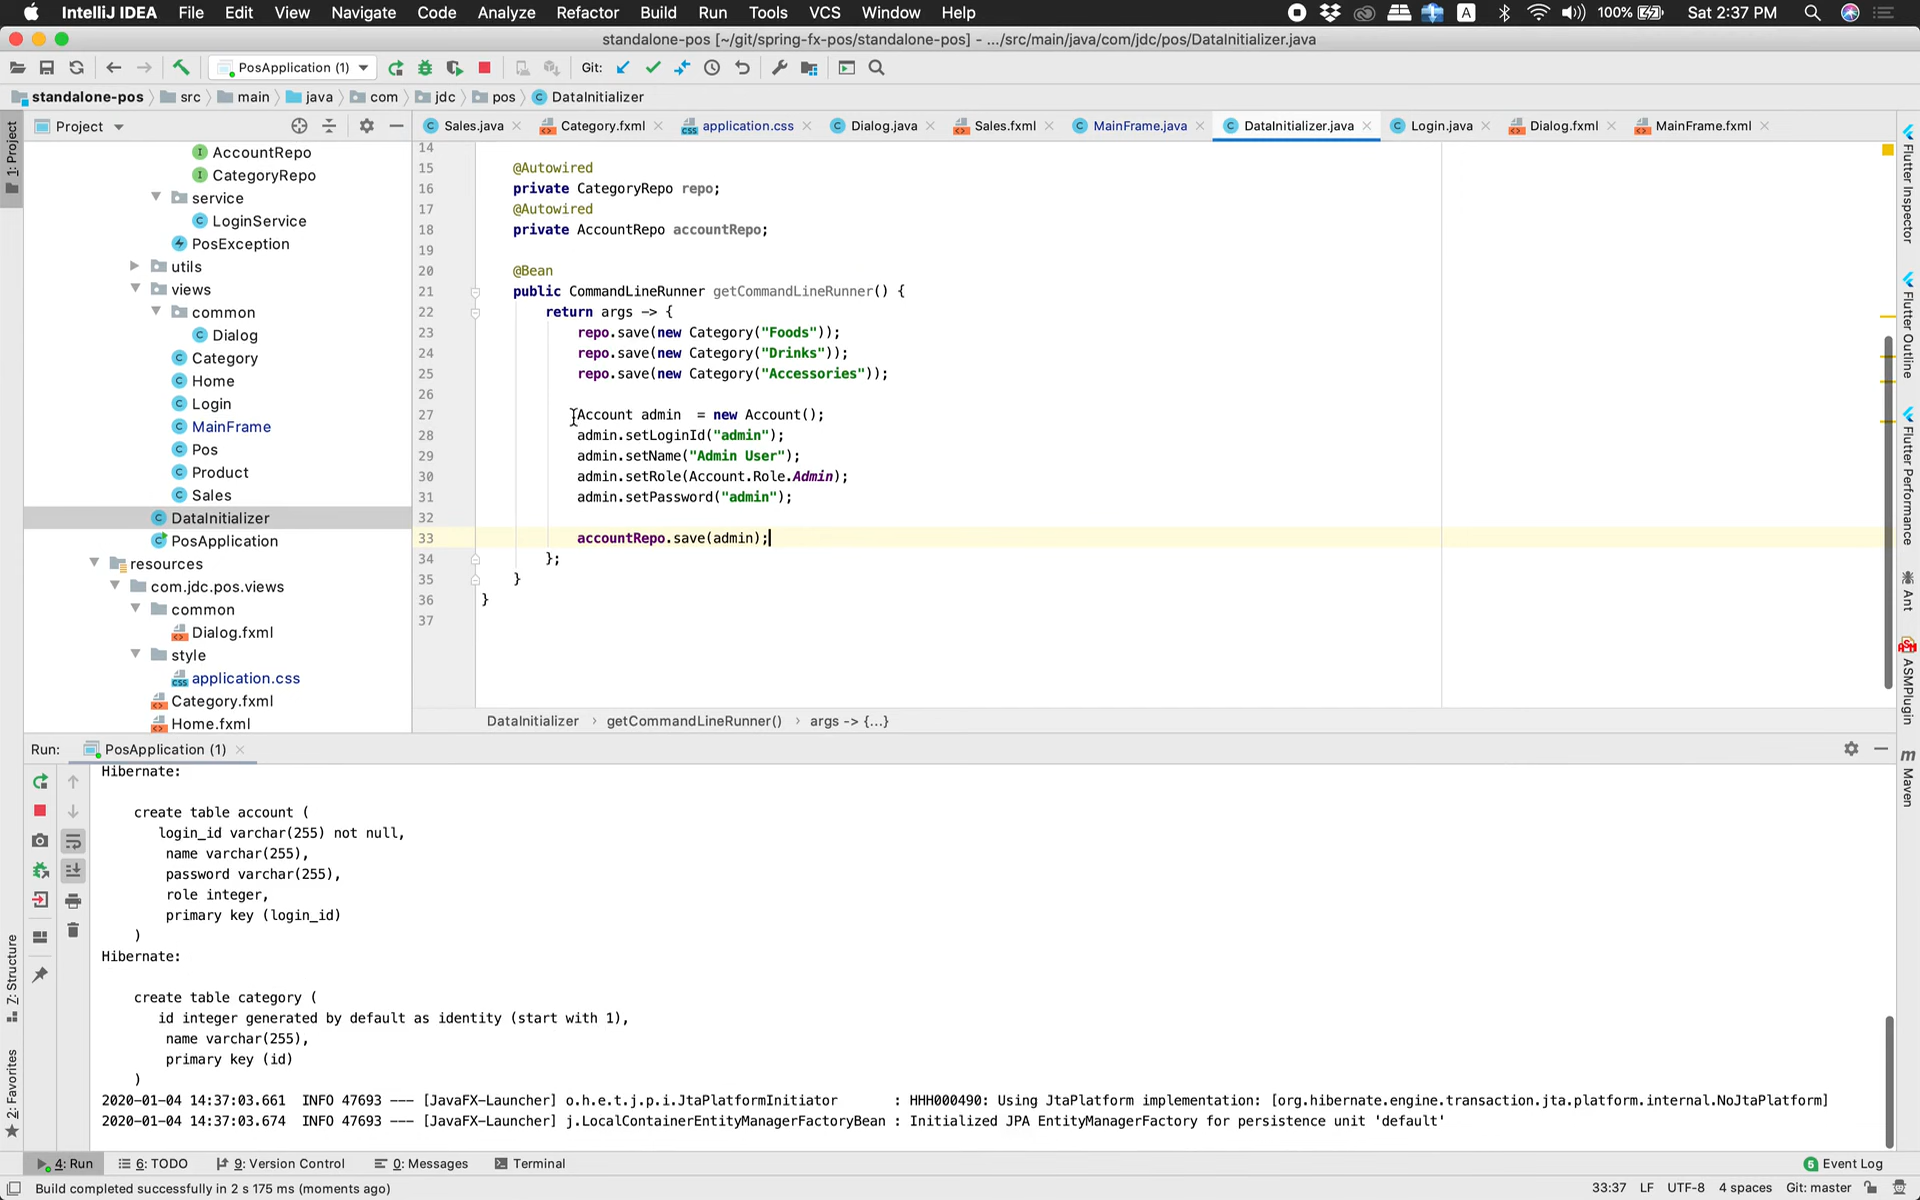 IntelliJ IDEA File Edit View Navigate Code Analyze Refactor Build Run Tools VCS Window Help A 100% Sat 2:37 PM
standalone-pos [~/git/spring-fx-pos/standalone-pos] - .../src/main/java/com/jdc/pos/DataInitializer.java
PosApplication (1) Git:
standalone-pos src main java com jdc pos DataInitializer
Project
Sales.java Category.fxml application.css Dialog.java Sales.fxml MainFrame.java DataInitializer.java Login.java Dialog.fxml MainFrame.fxml
1: Project
Z: Structure
2: Favorites
AccountRepo
CategoryRepo
service
LoginService
PosException
utils
views
common
Dialog
Category
Home
Login
MainFrame
Pos
Product
Sales
DataInitializer
PosApplication
resources
com.jdc.pos.views
common
Dialog.fxml
style
application.css
Category.fxml
Home.fxml
14
15 @Autowired
16 private CategoryRepo repo;
17 @Autowired
18 private AccountRepo accountRepo;
19
20 @Bean
21 public CommandLineRunner getCommandLineRunner() {
22 return args -> {
23 repo.save(new Category("Foods"));
24 repo.save(new Category("Drinks"));
25 repo.save(new Category("Accessories"));
26
27 Account admin  = new Account();
28 admin.setLoginId("admin");
29 admin.setName("Admin User");
30 admin.setRole(Account.Role.Admin);
31 admin.setPassword("admin");
32
33 accountRepo.save(admin);
34 };
35 }
36 }
37
DataInitializer › getCommandLineRunner() › args -> {...}
Flutter Inspector
Flutter Outline
Flutter Performance
Ant
ASM
ASMPlugin
m
Maven
Run: PosApplication (1)
Hibernate:
create table account (
login_id varchar(255) not null,
name varchar(255),
password varchar(255),
role integer,
primary key (login_id)
)
Hibernate:
create table category (
id integer generated by default as identity (start with 1),
name varchar(255),
primary key (id)
)
2020-01-04 14:37:03.661  INFO 47693 --- [JavaFX-Launcher] o.h.e.t.j.p.i.JtaPlatformInitiator : HHH000490: Using JtaPlatform implementation: [org.hibernate.engine.transaction.jta.platform.internal.NoJtaPlatform]
2020-01-04 14:37:03.674  INFO 47693 --- [JavaFX-Launcher] j.LocalContainerEntityManagerFactoryBean : Initialized JPA EntityManagerFactory for persistence unit 'default'
4: Run 6: TODO 9: Version Control 0: Messages Terminal 5 Event Log
Build completed successfully in 2 s 175 ms (moments ago) 33:37 LF UTF-8 4 spaces Git: master